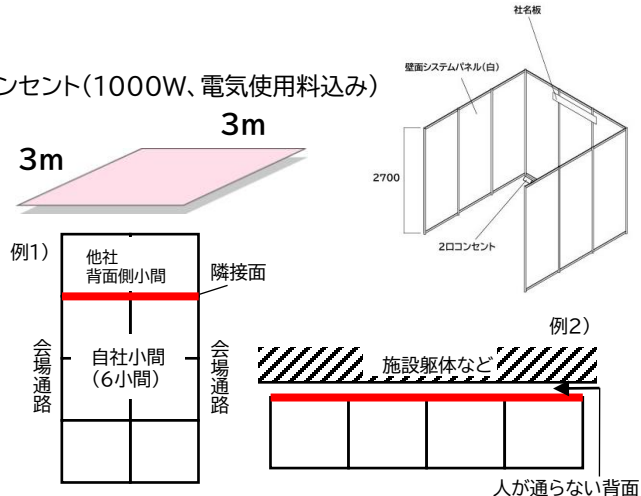 社名板
壁面システムパネル(白)
ンセント(1000W、電気使用料込み)
3m
3m
2700
2口コンセント
例1)
他社
背面側小間
隣接面
会場通路
自社小間
(6小間)
会場通路
例2)
施設躯体など
人が通らない背面